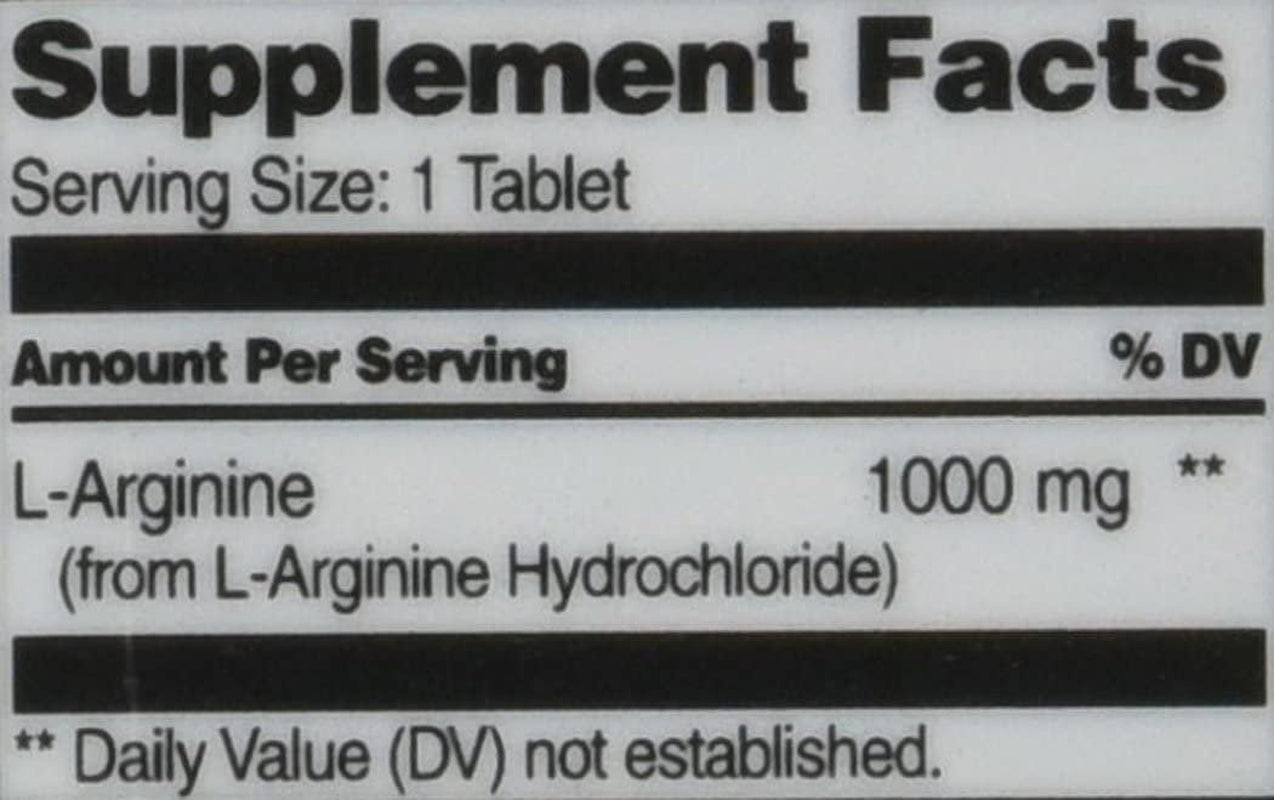 Supplement Facts
Serving Size: 1 Tablet
Amount Per Serving % DV
L-Arginine 1000 mg **
(from L-Arginine Hydrochloride)
** Daily Value (DV) not established.